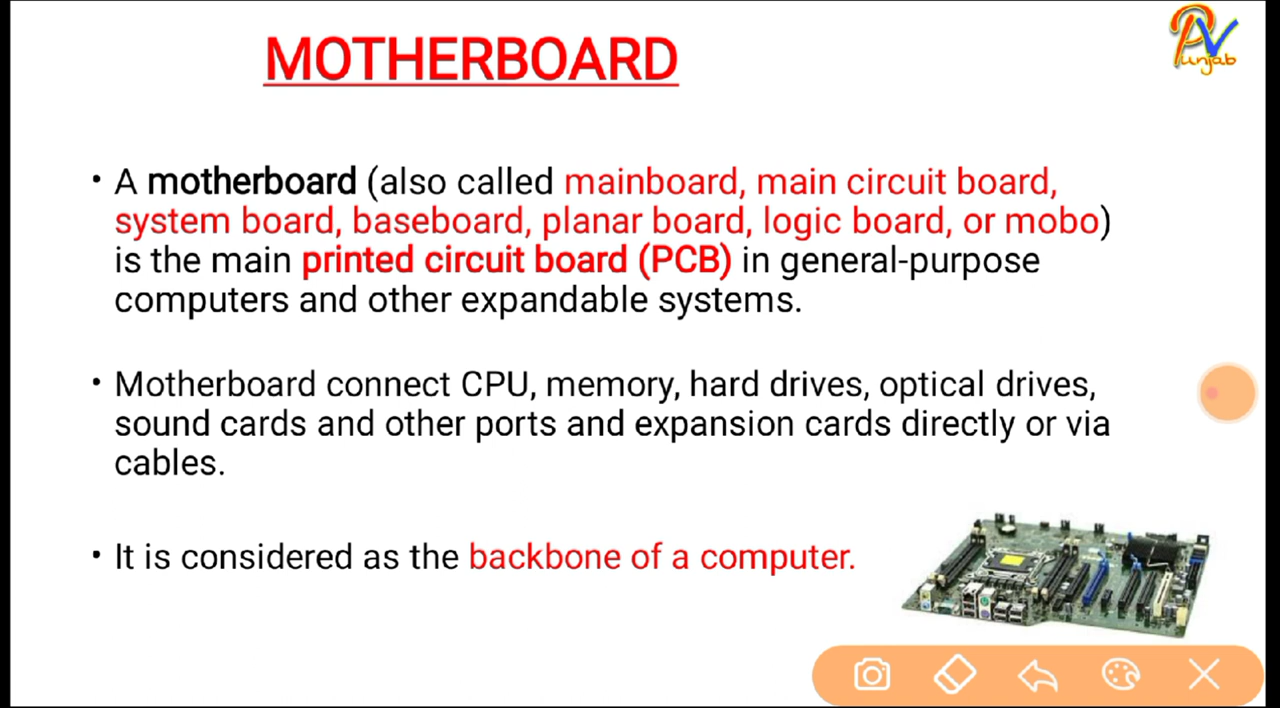 MOTHERBOARD
PV
Punjab
• A motherboard (also called mainboard, main circuit board,
system board, baseboard, planar board, logic board, or mobo)
is the main printed circuit board (PCB) in general-purpose
computers and other expandable systems.
• Motherboard connect CPU, memory, hard drives, optical drives,
sound cards and other ports and expansion cards directly or via
cables.
• It is considered as the backbone of a computer.